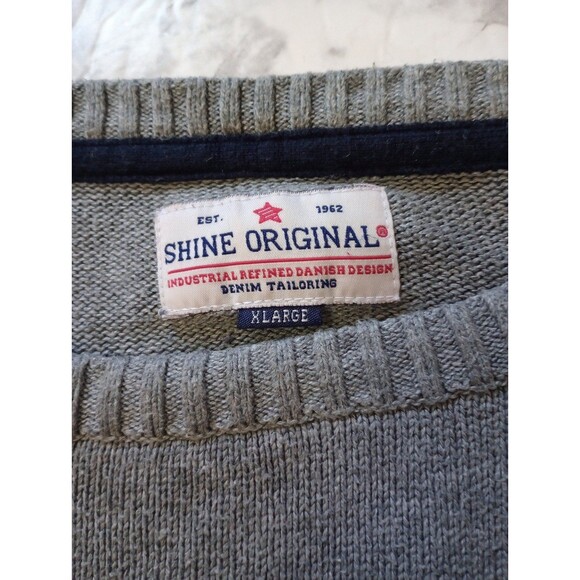 EST. 1962
SHINE ORIGINAL®
INDUSTRIAL REFINED DANISH DESIGN
DENIM TAILORING
XLARGE